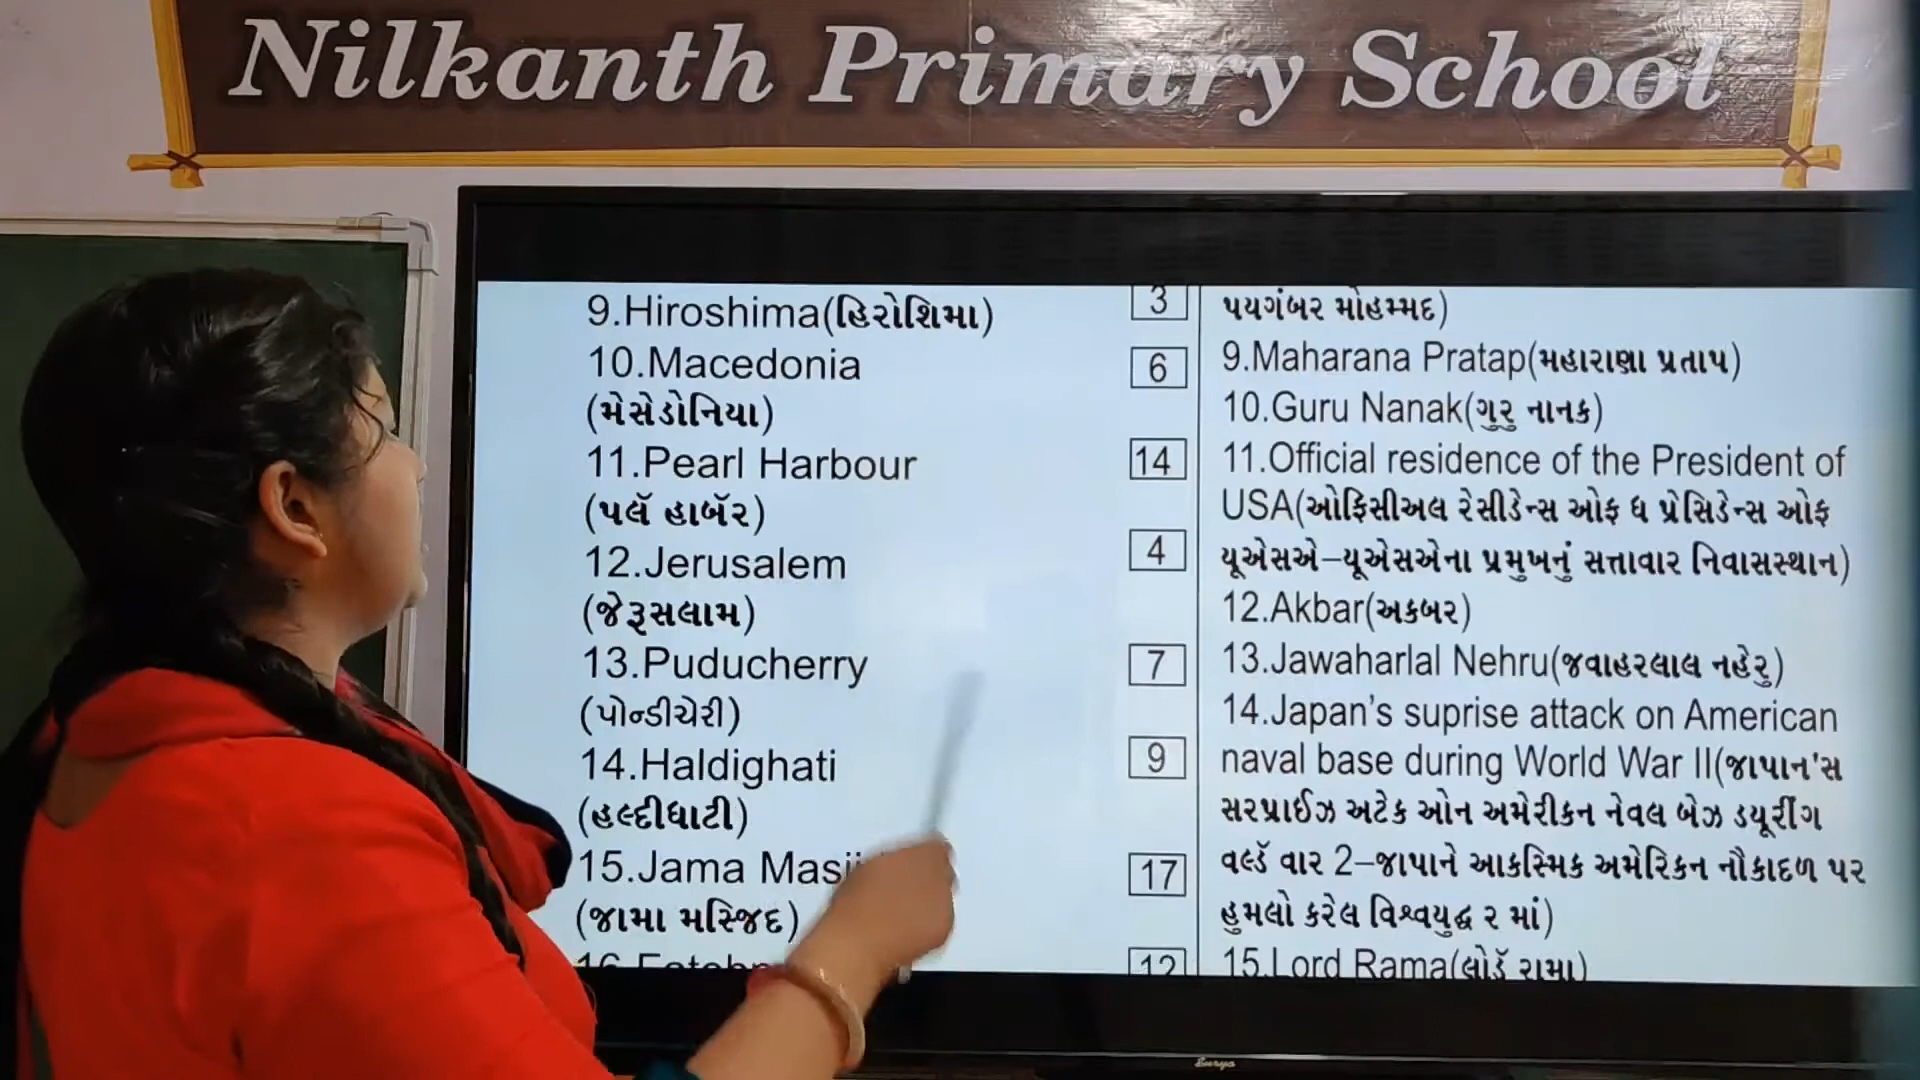 Nilkanth Primary School
9.Hiroshima(હિરોશિમા)
10.Macedonia
(મેસેડોનિયા)
11.Pearl Harbour
(પર્લ હાર્બર)
12.Jerusalem
(જેરૂસલામ)
13.Puducherry
(પોન્ડીચેરી)
14.Haldighati
(હલ્દીઘાટી)
15.Jama
(જામા મસ્જિદ)
3
6
14
4
7
9
17
12
પયગંબર મોહમ્મદ)
9.Maharana Pratap(મહારાણા પ્રતાપ)
10.Guru Nanak(ગુરુ નાનક)
11.Official residence of the President of
USA(ઓફિસીઅલ રેસીડેન્સ ઓફ ધ પ્રેસિડેન્સ ઓફ
યૂએસએ–યૂએસએના પ્રમુખનું સત્તાવાર નિવાસસ્થાન)
12.Akbar(અકબર)
13.Jawaharlal Nehru(જવાહરલાલ નહેરુ)
14.Japan's suprise attack on American
naval base during World War II(જાપાન'સ
સરપ્રાઈઝ અટેક ઓન અમેરીકન નેવલ બેઝ ડયૂરીંગ
વર્લ્ડ વાર 2–જાપાને આકસ્મિક અમેરિકન નૌકાદળ પર
હુમલો કરેલ વિશ્વયુદ્ધ ૨ માં)
15.Lord Rama(લોર્ડ રામા)
Surya